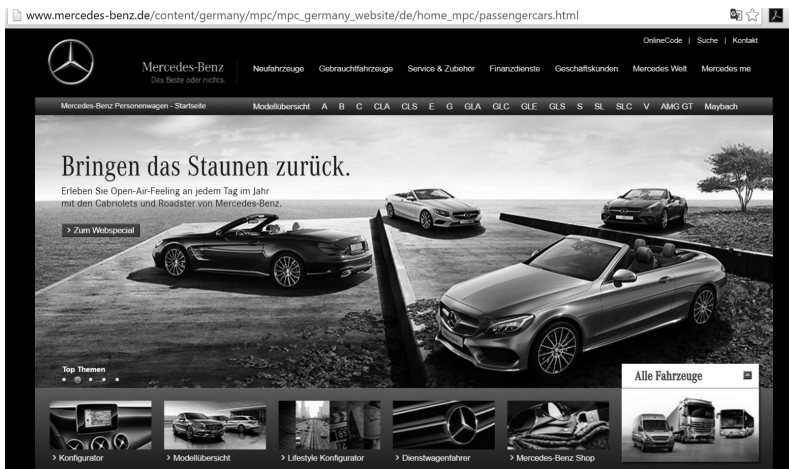 www.mercedes-benz.de/content/germany/mpc/mpc_germany_website/de/home_mpc/passengercars.html
OnlineCode | Suche | Kontakt
Mercedes-Benz
Das Beste oder nichts.
Neufahrzeuge Gebrauchtfahrzeuge Service & Zubehör Finanzdienste Geschäftskunden Mercedes Welt Mercedes me
Mercedes-Benz Personenwagen - Startseite Modellübersicht A B C CLA CLS E G GLA GLC GLE GLS S SL SLC V AMG GT Maybach
Bringen das Staunen zurück.
Erleben Sie Open-Air-Feeling an jedem Tag im Jahr
mit den Cabriolets und Roadster von Mercedes-Benz.
> Zum Webspecial
Top Themen
Alle Fahrzeuge
> Konfigurator > Modellübersicht > Lifestyle Konfigurator > Dienstwagenfahrer > Mercedes-Benz Shop